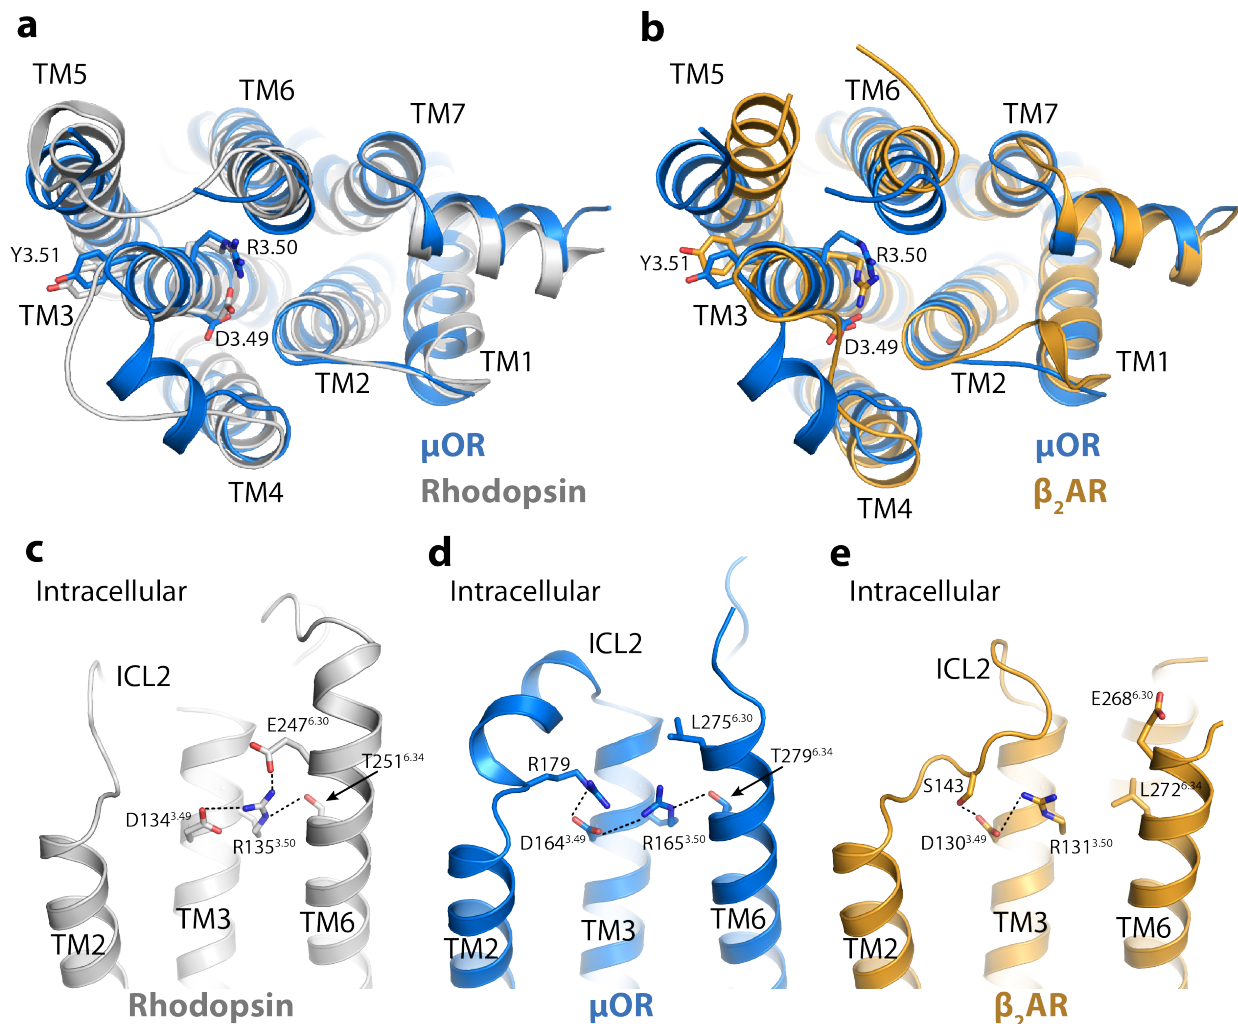 a
TM5
TM6
TM7
Y3.51
R3.50
TM3
D3.49
TM2
TM1
TM4
μOR
Rhodopsin
b
TM5
TM6
TM7
Y3.51
R3.50
TM3
D3.49
TM2
TM1
TM4
μOR
β₂AR
c
Intracellular
ICL2
E247⁶·³⁰
T251⁶·³⁴
D134³·⁴⁹
R135³·⁵⁰
TM3
TM6
TM2
Rhodopsin
d
Intracellular
ICL2
L275⁶·³⁰
R179
T279⁶·³⁴
D164³·⁴⁹
R165³·⁵⁰
TM3
TM6
TM2
μOR
e
Intracellular
ICL2
E268⁶·³⁰
S143
L272⁶·³⁴
D130³·⁴⁹
R131³·⁵⁰
TM3
TM6
TM2
β₂AR